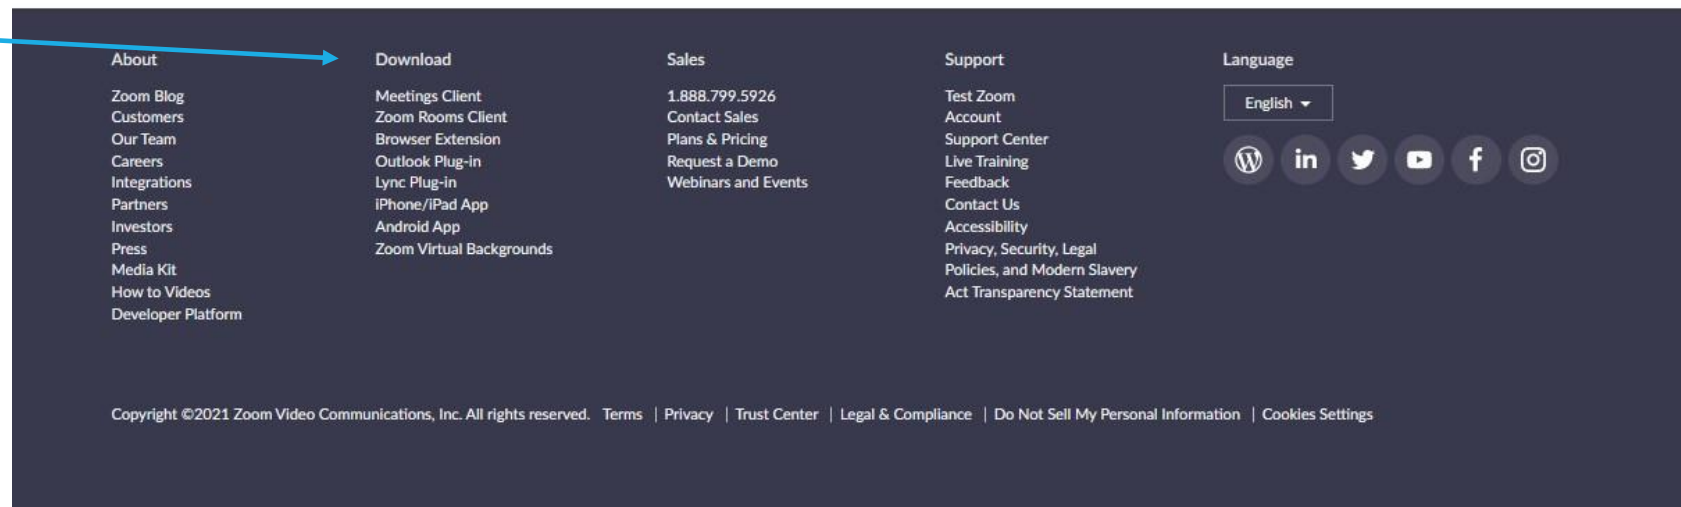 About
Zoom Blog
Customers
Our Team
Careers
Integrations
Partners
Investors
Press
Media Kit
How to Videos
Developer Platform
Download
Meetings Client
Zoom Rooms Client
Browser Extension
Outlook Plug-in
Lync Plug-in
iPhone/iPad App
Android App
Zoom Virtual Backgrounds
Sales
1.888.799.5926
Contact Sales
Plans & Pricing
Request a Demo
Webinars and Events
Support
Test Zoom
Account
Support Center
Live Training
Feedback
Contact Us
Accessibility
Privacy, Security, Legal
Policies, and Modern Slavery
Act Transparency Statement
Language
English
Copyright ©2021 Zoom Video Communications, Inc. All rights reserved. Terms | Privacy | Trust Center | Legal & Compliance | Do Not Sell My Personal Information | Cookies Settings